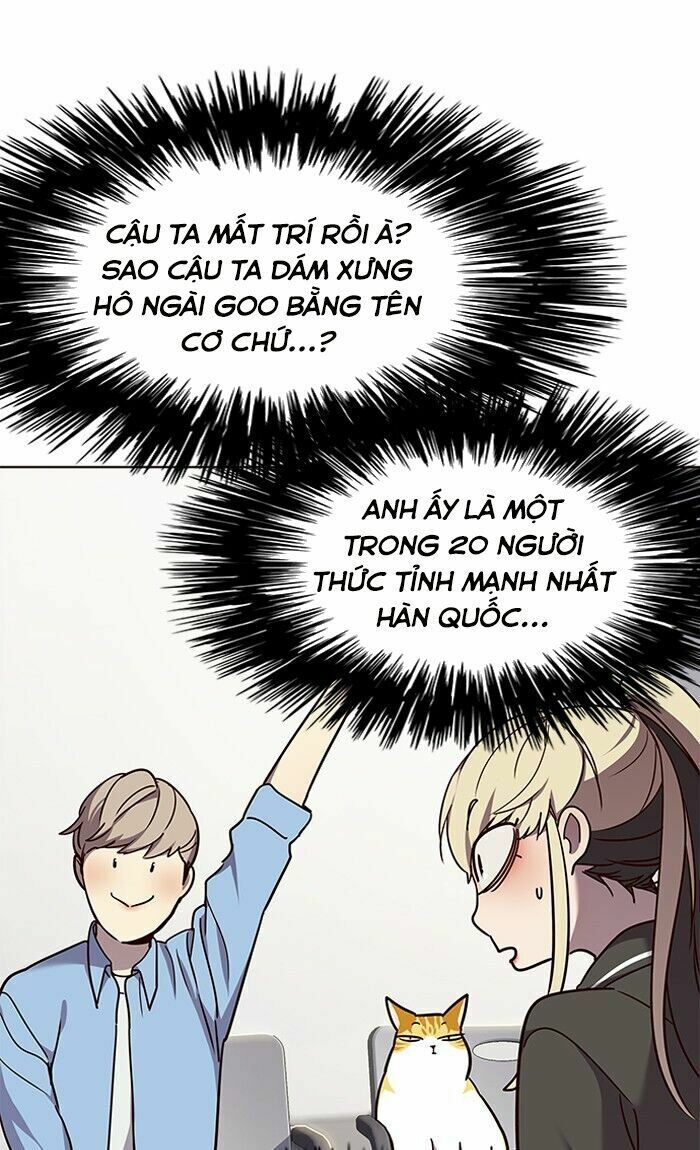 CẬU TA MẤT TRÍ RỒI À?
SAO CẬU TA DÁM XƯNG
HÔ NGÀI GOO BẰNG TÊN
CƠ CHỨ...?
ANH ẤY LÀ MỘT
TRONG 20 NGƯỜI
THỨC TỈNH MẠNH NHẤT
HÀN QUỐC...